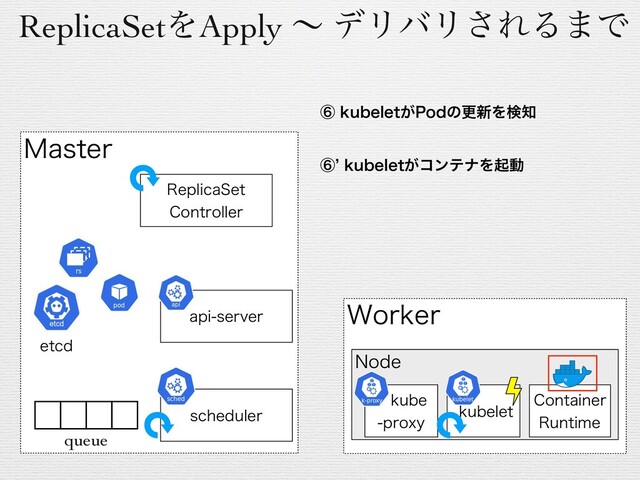 ReplicaSetをApply 〜 デリバリされるまで
⑥ kubeletがPodの更新を検知
⑥’ kubeletがコンテナを起動
Master
ReplicaSet
Controller
rs
pod
etcd
etcd
api
api-server
sched
scheduler
queue
Worker
Node
k-proxy
kube
-proxy
kubelet
kubelet
Container
Runtime